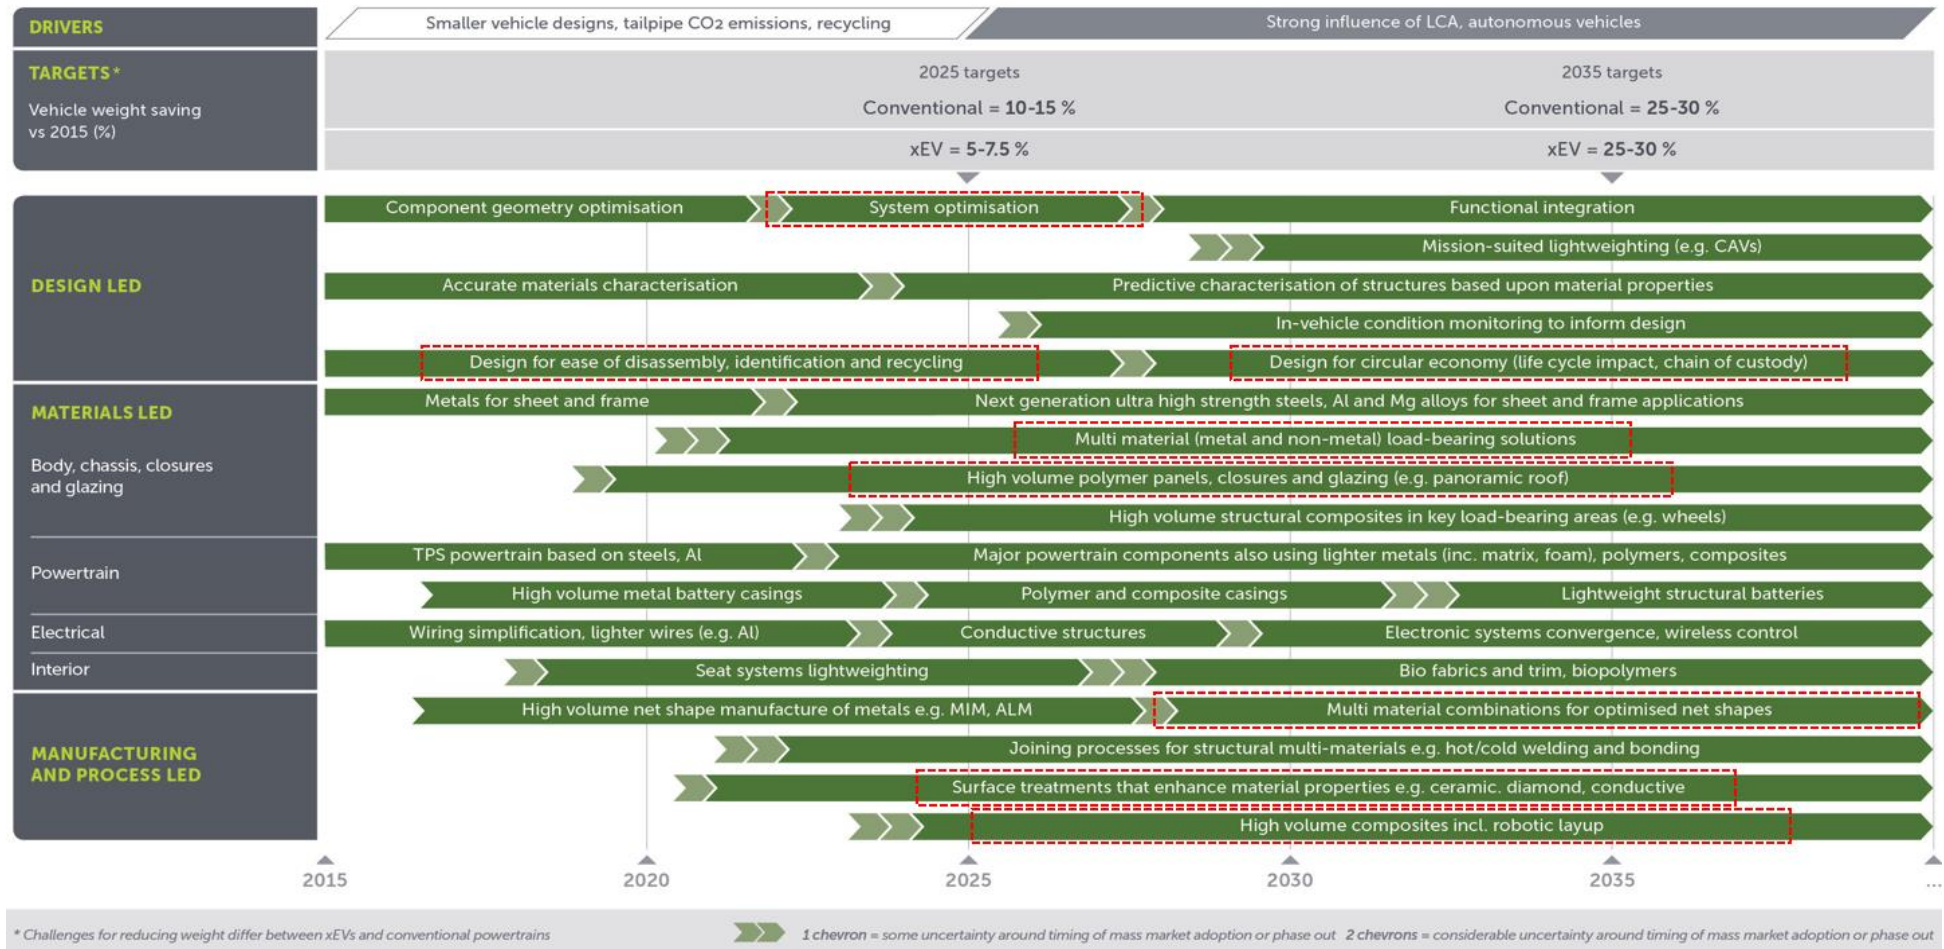 DRIVERS
Smaller vehicle designs, tailpipe CO2 emissions, recycling
Strong influence of LCA, autonomous vehicles
TARGETS*
Vehicle weight saving
vs 2015 (%)
2025 targets
2035 targets
Conventional = 10-15 %
Conventional = 25-30 %
xEV = 5-7.5 %
xEV = 25-30 %
DESIGN LED
Component geometry optimisation
System optimisation
Functional integration
Mission-suited lightweighting (e.g. CAVs)
Accurate materials characterisation
Predictive characterisation of structures based upon material properties
In-vehicle condition monitoring to inform design
Design for ease of disassembly, identification and recycling
Design for circular economy (life cycle impact, chain of custody)
MATERIALS LED
Body, chassis, closures
and glazing
Metals for sheet and frame
Next generation ultra high strength steels, Al and Mg alloys for sheet and frame applications
Multi material (metal and non-metal) load-bearing solutions
High volume polymer panels, closures and glazing (e.g. panoramic roof)
High volume structural composites in key load-bearing areas (e.g. wheels)
Powertrain
TPS powertrain based on steels, Al
Major powertrain components also using lighter metals (inc. matrix, foam), polymers, composites
High volume metal battery casings
Polymer and composite casings
Lightweight structural batteries
Electrical
Wiring simplification, lighter wires (e.g. Al)
Conductive structures
Electronic systems convergence, wireless control
Interior
Seat systems lightweighting
Bio fabrics and trim, biopolymers
MANUFACTURING
AND PROCESS LED
High volume net shape manufacture of metals e.g. MIM, ALM
Multi material combinations for optimised net shapes
Joining processes for structural multi-materials e.g. hot/cold welding and bonding
Surface treatments that enhance material properties e.g. ceramic. diamond, conductive
High volume composites incl. robotic layup
2015
2020
2025
2030
2035
...
* Challenges for reducing weight differ between xEVs and conventional powertrains
1 chevron = some uncertainty around timing of mass market adoption or phase out 2 chevrons = considerable uncertainty around timing of mass market adoption or phase out